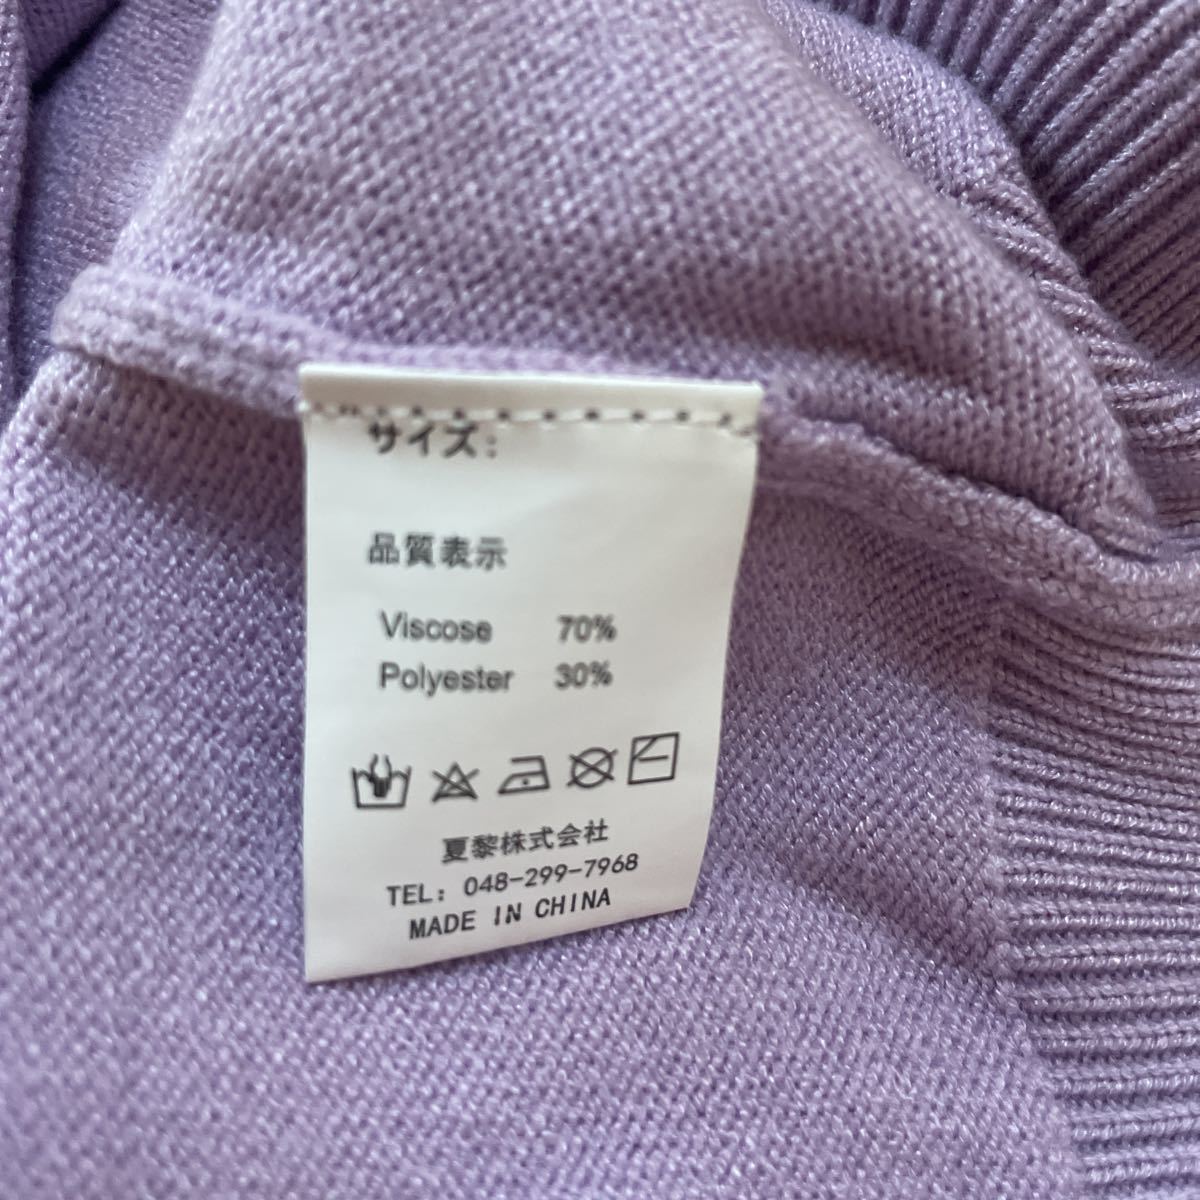 サイズ：
品質表示
Viscose 70%
Polyester 30%
夏黎株式会社
TEL: 048-299-7968
MADE IN CHINA